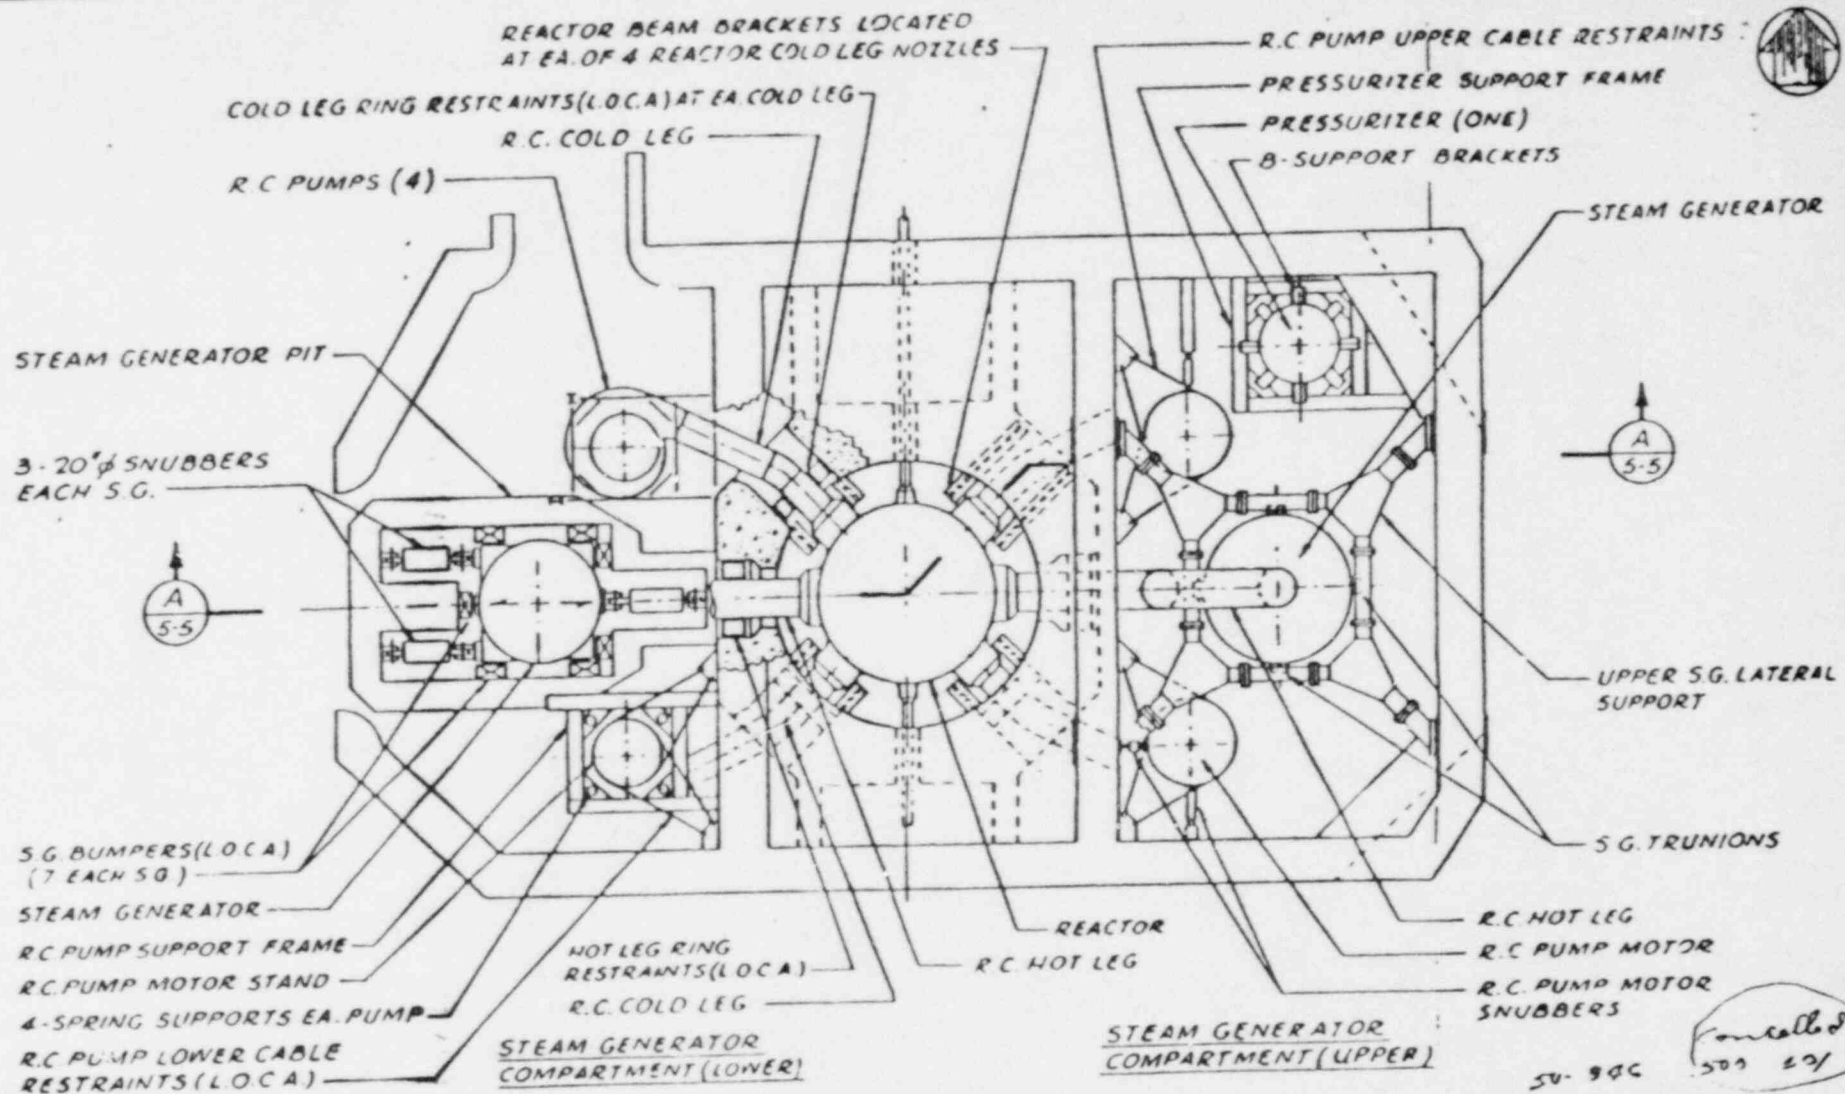 REACTOR BEAM BRACKETS LOCATED
AT EA. OF 4 REACTOR COLD LEG NOZZLES
COLD LEG RING RESTRAINTS (L.O.C.A) AT EA. COLD LEG
R.C. COLD LEG
R.C PUMPS (4)
R.C PUMP UPPER CABLE RESTRAINTS
PRESSURIZER SUPPORT FRAME
PRESSURIZER (ONE)
8-SUPPORT BRACKETS
STEAM GENERATOR
STEAM GENERATOR PIT
3-20"φ SNUBBERS
EACH S.G.
A
5-5
A
5-5
UPPER S.G. LATERAL
SUPPORT
S.G. TRUNIONS
S.G. BUMPERS (L.O.C.A)
(7 EACH S.G)
STEAM GENERATOR
R.C PUMP SUPPORT FRAME
R.C. PUMP MOTOR STAND
4-SPRING SUPPORTS EA. PUMP
R.C PUMP LOWER CABLE
RESTRAINTS (L.O.C.A)
HOT LEG RING
RESTRAINTS (L.O.C.A)
R.C. COLD LEG
STEAM GENERATOR
COMPARTMENT (LOWER)
REACTOR
R.C. HOT LEG
R.C. HOT LEG
R.C. PUMP MOTOR
R.C. PUMP MOTOR
SNUBBERS
STEAM GENERATOR
COMPARTMENT (UPPER)